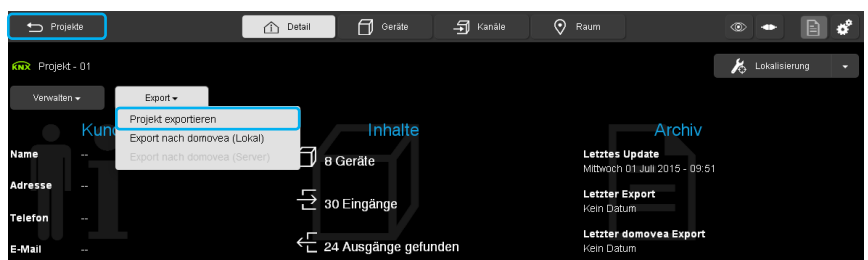 Projekte
Detail
Geräte
Kanäle
Raum
KNX Projekt - 01
Lokalisierung
Verwalten
Export
Projekt exportieren
Export nach domovea (Lokal)
Export nach domovea (Server)
Inhalte
Archiv
Name --
8 Geräte
Letztes Update
Mittwoch 01 Juli 2015 - 09:51
Adresse --
30 Eingänge
Letzter Export
Kein Datum
Telefon --
Letzter domovea Export
E-Mail --
24 Ausgänge gefunden
Kein Datum